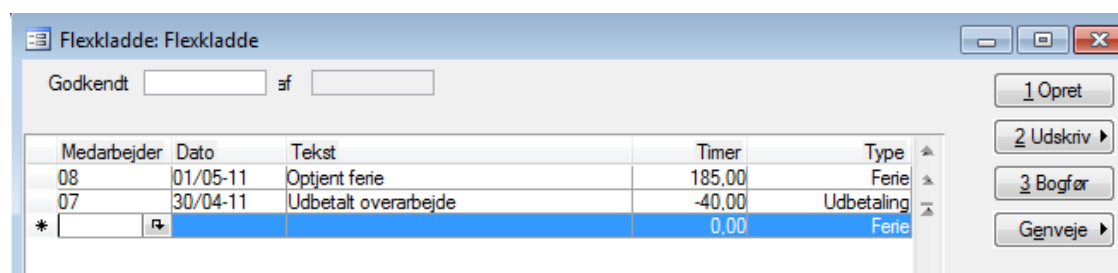 Flexkladde: Flexkladde
Godkendt af
1 Opret
2 Udskriv
3 Bogfør
Genveje
Medarbejder Dato Tekst Timer Type
08 01/05-11 Optjent ferie 185,00 Ferie
07 30/04-11 Udbetalt overarbejde -40,00 Udbetaling
* 0,00 Ferie